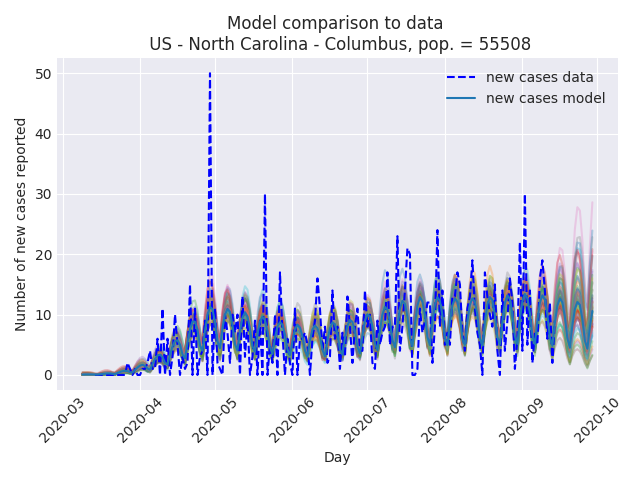 Model comparison to data
US - North Carolina - Columbus, pop. = 55508
Number of new cases reported
50
40
30
20
10
0
new cases data
new cases model
2020-03
2020-04
2020-05
2020-06
2020-07
2020-08
2020-09
2020-10
Day